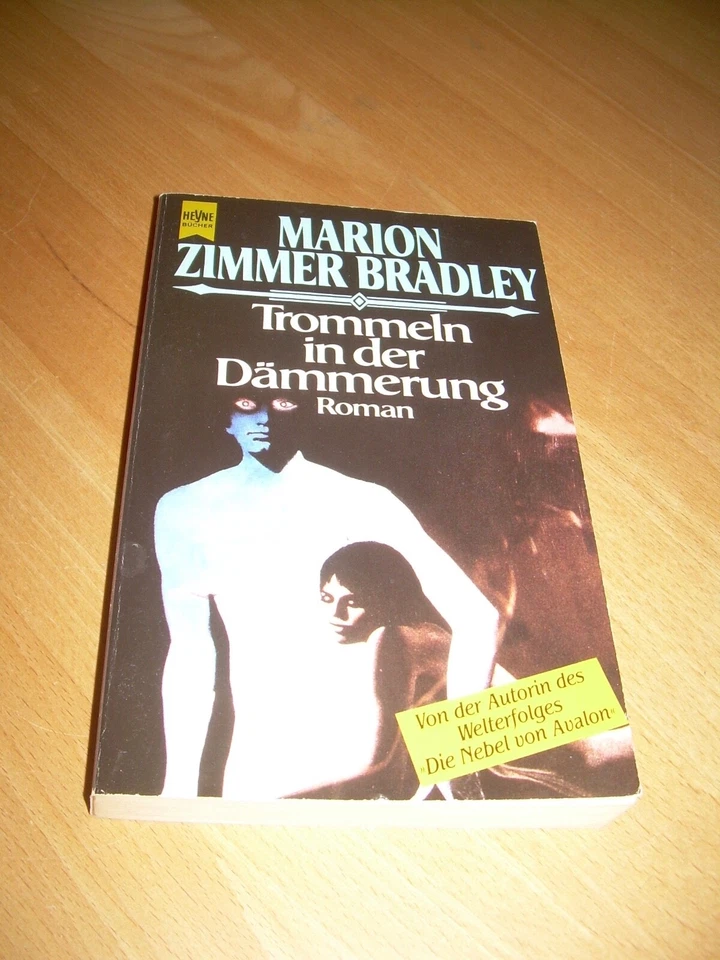 HEYNE
BÜCHER
MARION
ZIMMER BRADLEY
Trommeln
in der
Dämmerung
Roman
Von der Autorin des
Welterfolges
»Die Nebel von Avalon«